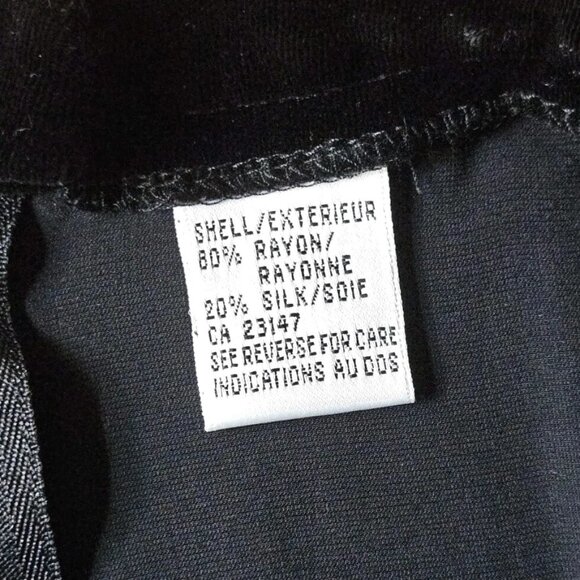 SHELL/EXTERIEUR
80% RAYON/
RAYONNE
20% SILK/SOIE
CA 23147
SEE REVERSE FOR CARE
INDICATIONS AU DOS